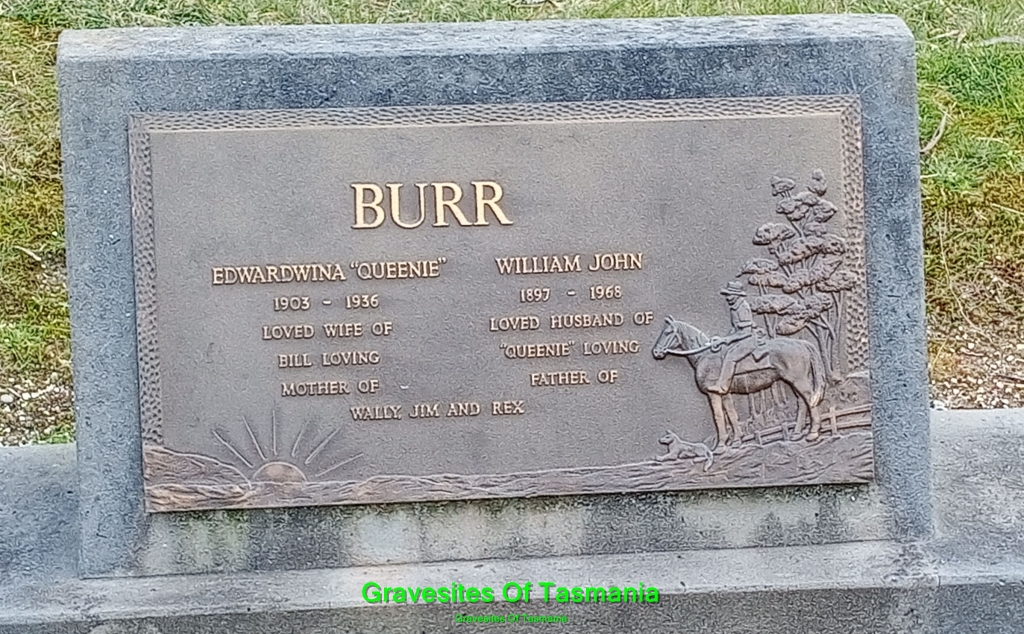 BURR
EDWARDWINA "QUEENIE"
1903 - 1936
LOVED WIFE OF
BILL LOVING
MOTHER OF -
WILLIAM JOHN
1897 - 1968
LOVED HUSBAND OF
"QUEENIE" LOVING
FATHER OF
WALLY, JIM AND REX
Gravesites Of Tasmania
Gravesites Of Tasmania